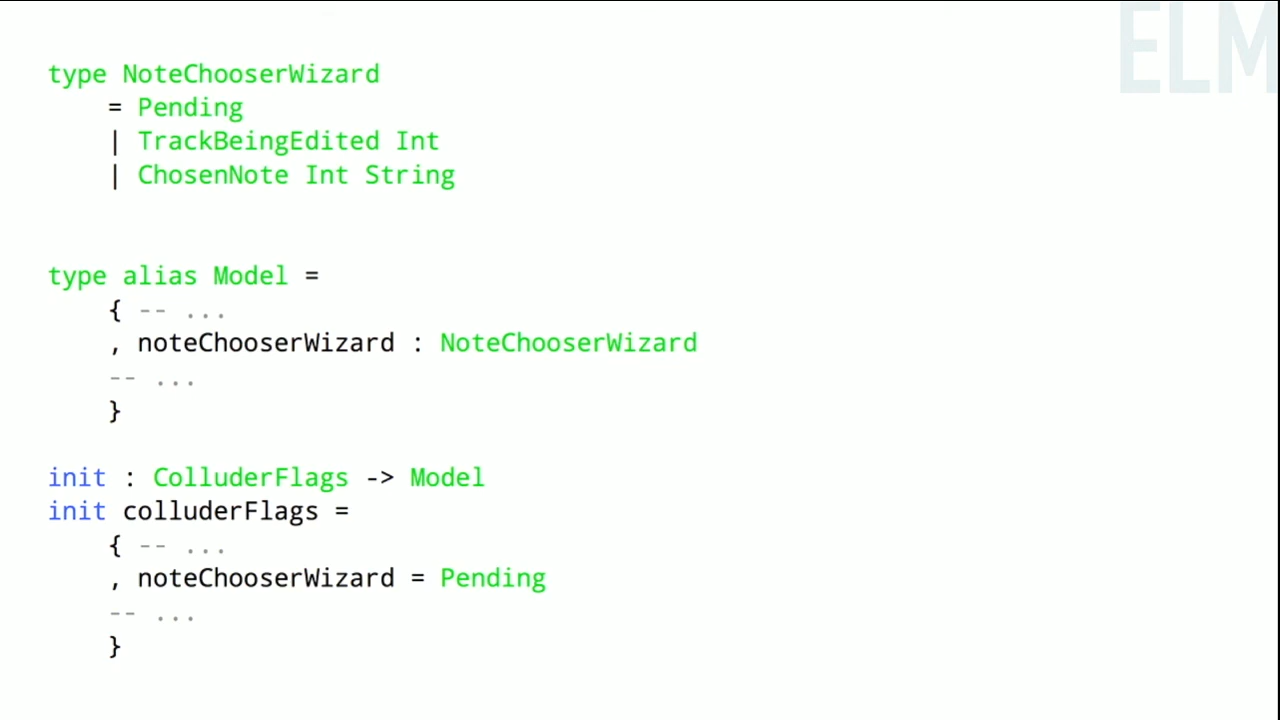 ELM
type NoteChooserWizard
    = Pending
    | TrackBeingEdited Int
    | ChosenNote Int String
type alias Model =
    { -- ...
    , noteChooserWizard : NoteChooserWizard
    -- ...
    }
init : ColluderFlags -> Model
init colluderFlags =
    { -- ...
    , noteChooserWizard = Pending
    -- ...
    }